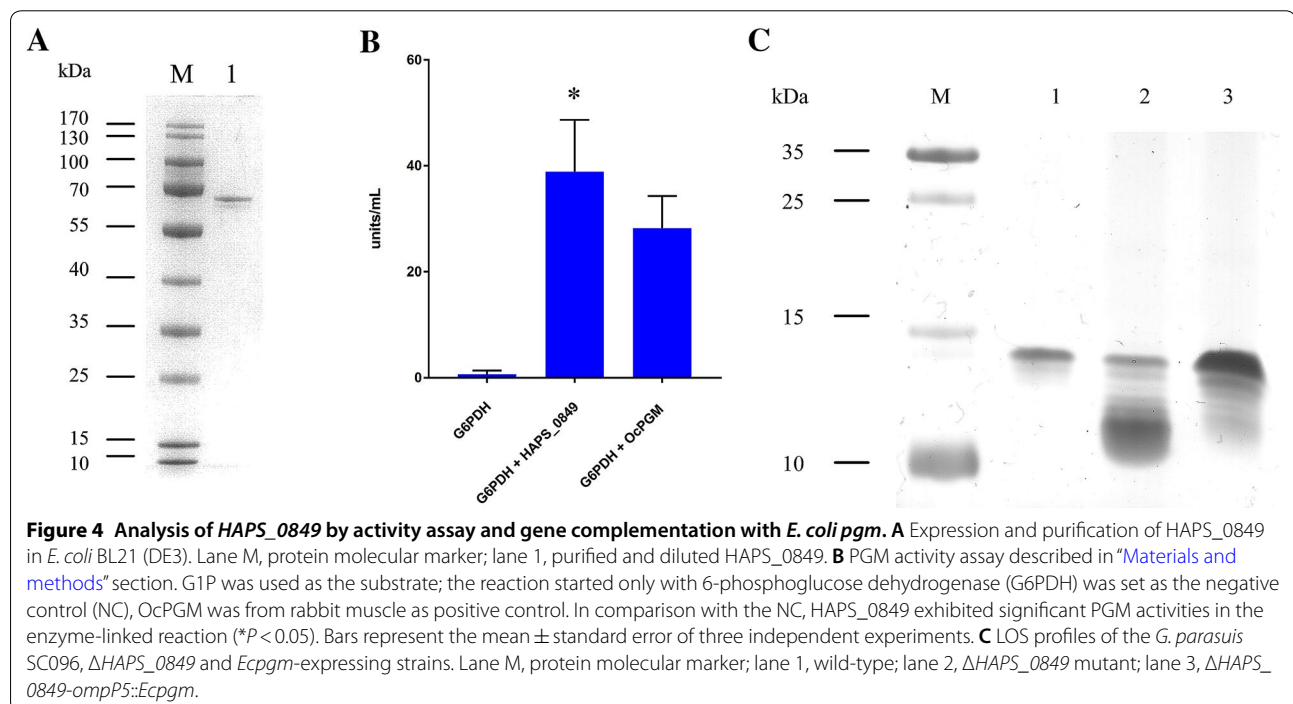 A
kDa
M 1
170
130
100
70
55
40
35
25
15
10
B
60
40
20
0
units/mL
*
G6PDH
G6PDH + HAPS_0849
G6PDH + OcPGM
C
kDa
M 1 2 3
35
25
15
10
Figure 4 Analysis of HAPS_0849 by activity assay and gene complementation with E. coli pgm. A Expression and purification of HAPS_0849
in E. coli BL21 (DE3). Lane M, protein molecular marker; lane 1, purified and diluted HAPS_0849. B PGM activity assay described in “Materials and
methods” section. G1P was used as the substrate; the reaction started only with 6-phosphoglucose dehydrogenase (G6PDH) was set as the negative
control (NC), OcPGM was from rabbit muscle as positive control. In comparison with the NC, HAPS_0849 exhibited significant PGM activities in the
enzyme-linked reaction (*P < 0.05). Bars represent the mean ± standard error of three independent experiments. C LOS profiles of the G. parasuis
SC096, ΔHAPS_0849 and Ecpgm-expressing strains. Lane M, protein molecular marker; lane 1, wild-type; lane 2, ΔHAPS_0849 mutant; lane 3, ΔHAPS_
0849-ompP5::Ecpgm.